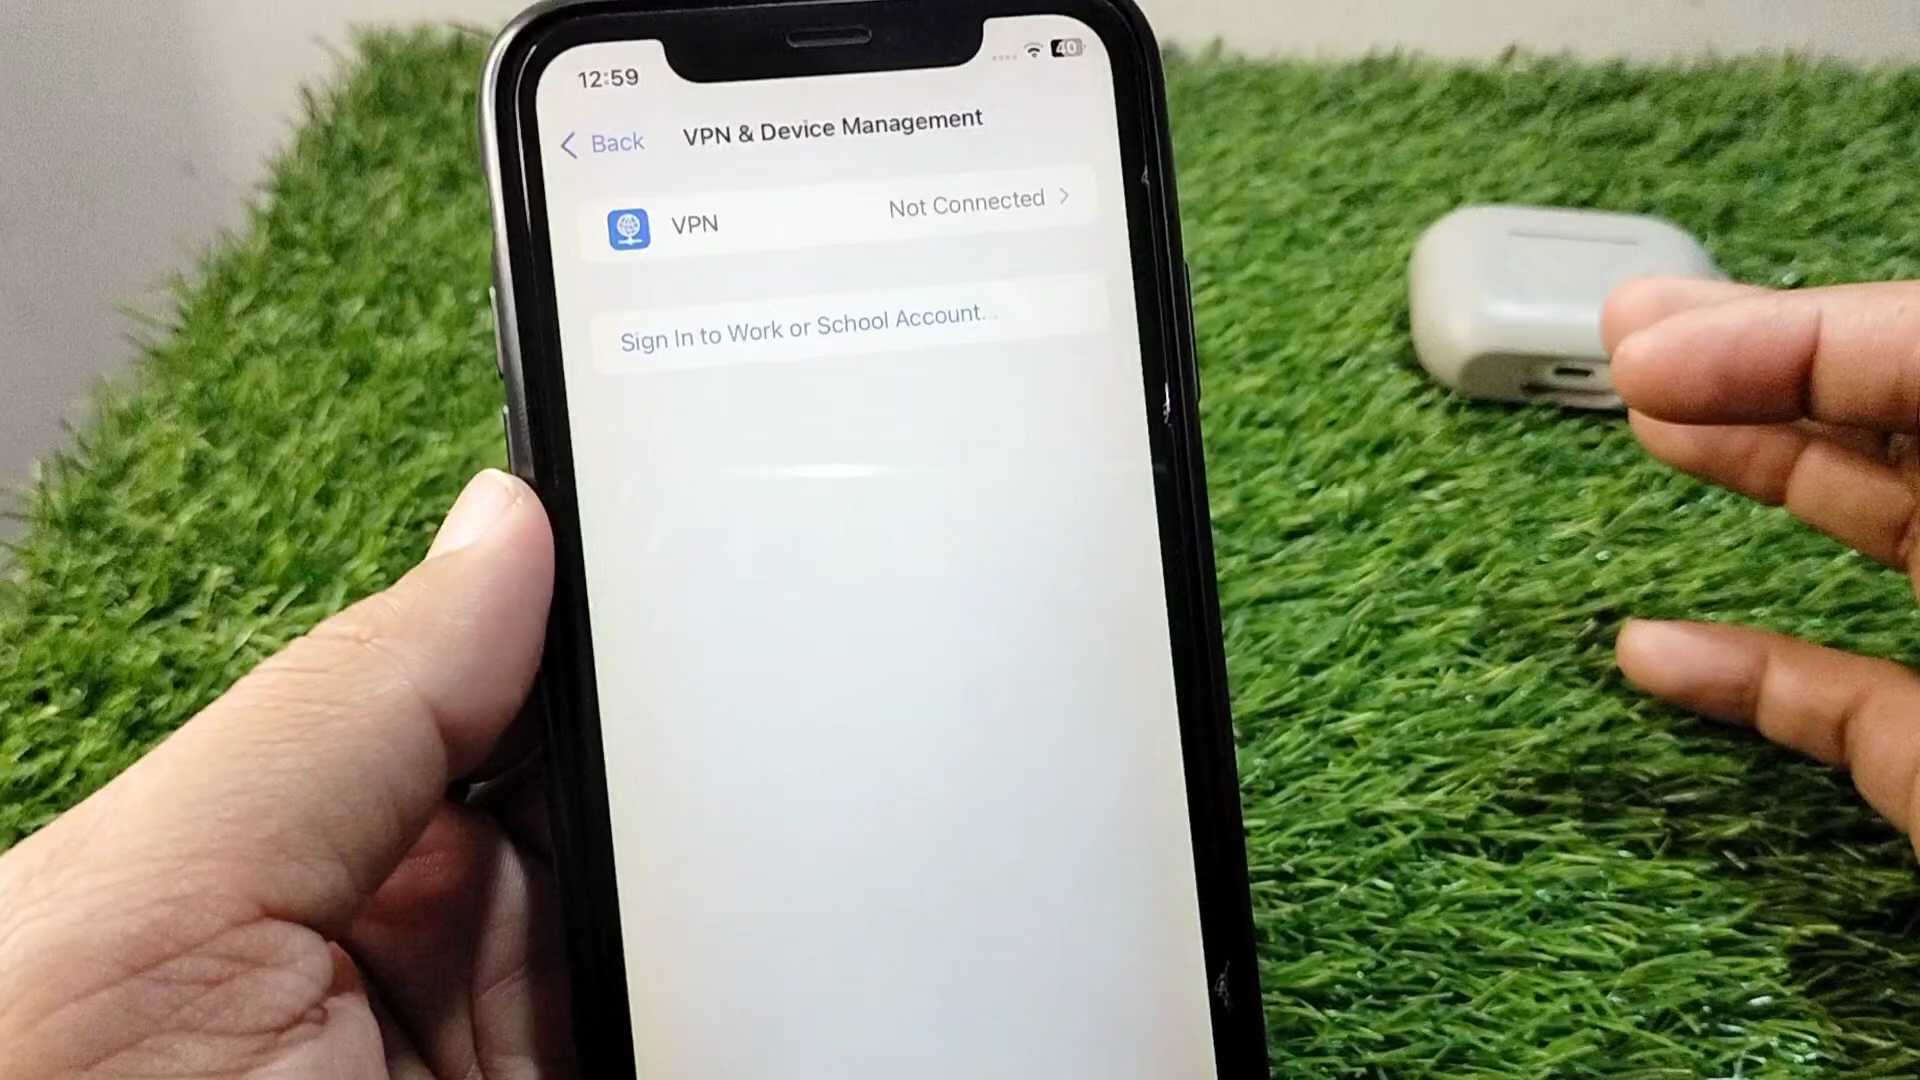 12:59
40
Back
VPN & Device Management
VPN
Not Connected
Sign In to Work or School Account...